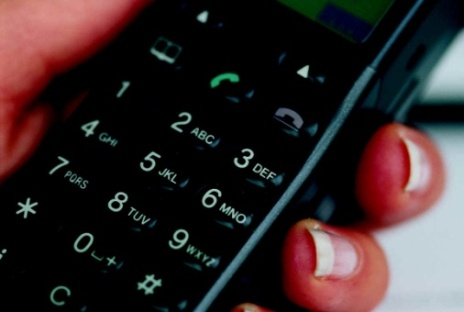 1
2 ABC
3 DEF
4 GHI
5 JKL
6 MNO
7 PQRS
8 TUV
9 WXYZ
*
0 ⌴ +
#
C